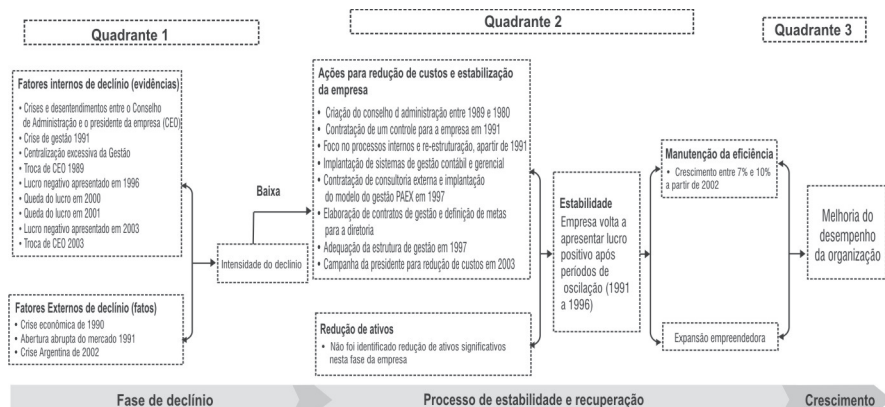 Quadrante 1
Fatores internos de declínio (evidências)
• Crises e desentendimentos entre o Conselho
de Administração e o presidente da empresa (CEO)
• Crise de gestão 1991
• Centralização excessiva da Gestão
• Troca de CEO 1989
• Lucro negativo apresentado em 1996
• Queda do lucro em 2000
• Queda do lucro em 2001
• Lucro negativo apresentado em 2003
• Troca de CEO 2003
Fatores Externos de declínio (fatos)
• Crise econômica de 1990
• Abertura abrupta do mercado 1991
• Crise Argentina de 2002
Baixa
Intensidade do declínio
Quadrante 2
Ações para redução de custos e estabilização
da empresa
• Criação do conselho d administração entre 1989 e 1980
• Contratação de um controle para a empresa em 1991
• Foco no processos internos e re-estruturação, apartir de 1991
• Implantação de sistemas de gestão contábil e gerencial
• Contratação de consultoria externa e implantação
do modelo do gestão PAEX em 1997
• Elaboração de contratos de gestão e definição de metas
para a diretoria
• Adequação da estrutura de gestão em 1997
• Campanha da presidente para redução de custos em 2003
Redução de ativos
• Não foi identificado redução de ativos significativos
nesta fase da empresa
Estabilidade
Empresa volta a
apresentar lucro
positivo após
periodos de
oscilação (1991
a 1996)
Quadrante 3
Manutenção da eficiência
• Crescimento entre 7% e 10%
a partir de 2002
Expansão empreendedora
Melhoria do
desempenho
da organização
Fase de declínio
Processo de estabilidade e recuperação
Crescimento